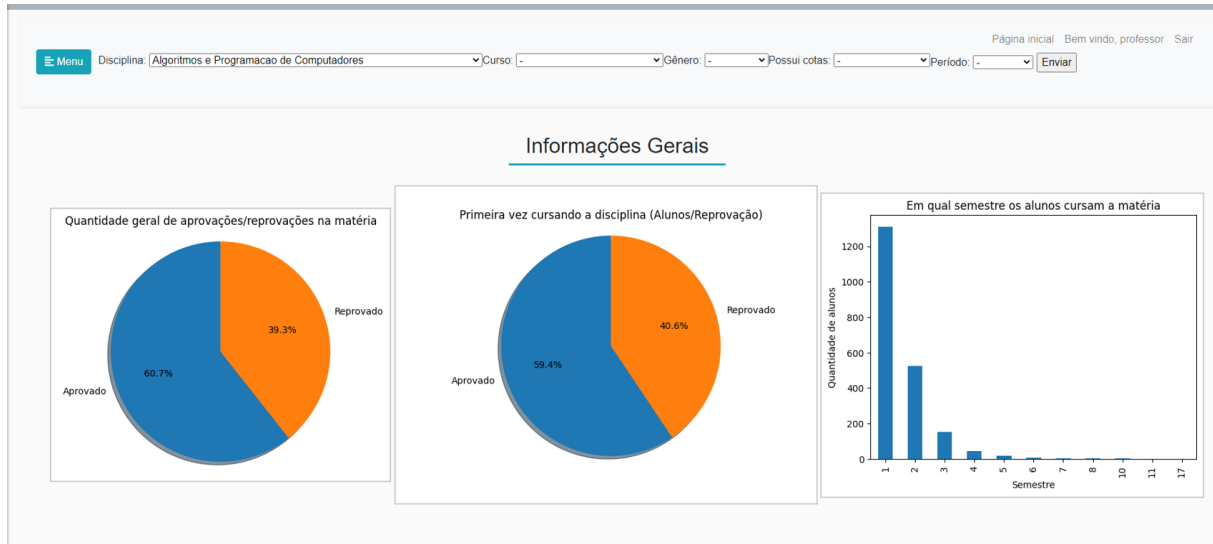 Página inicial Bem vindo, professor Sair
Menu Disciplina: Algoritmos e Programacao de Computadores Curso: - Gênero: - Possui cotas: - Período: - Enviar
Informações Gerais
Quantidade geral de aprovações/reprovações na matéria
Reprovado
39.3%
60.7%
Aprovado
Primeira vez cursando a disciplina (Alunos/Reprovação)
Reprovado
40.6%
59.4%
Aprovado
Em qual semestre os alunos cursam a matéria
Quantidade de alunos
1200
1000
800
600
400
200
0
1 2 3 4 5 6 7 8 10 11 17
Semestre